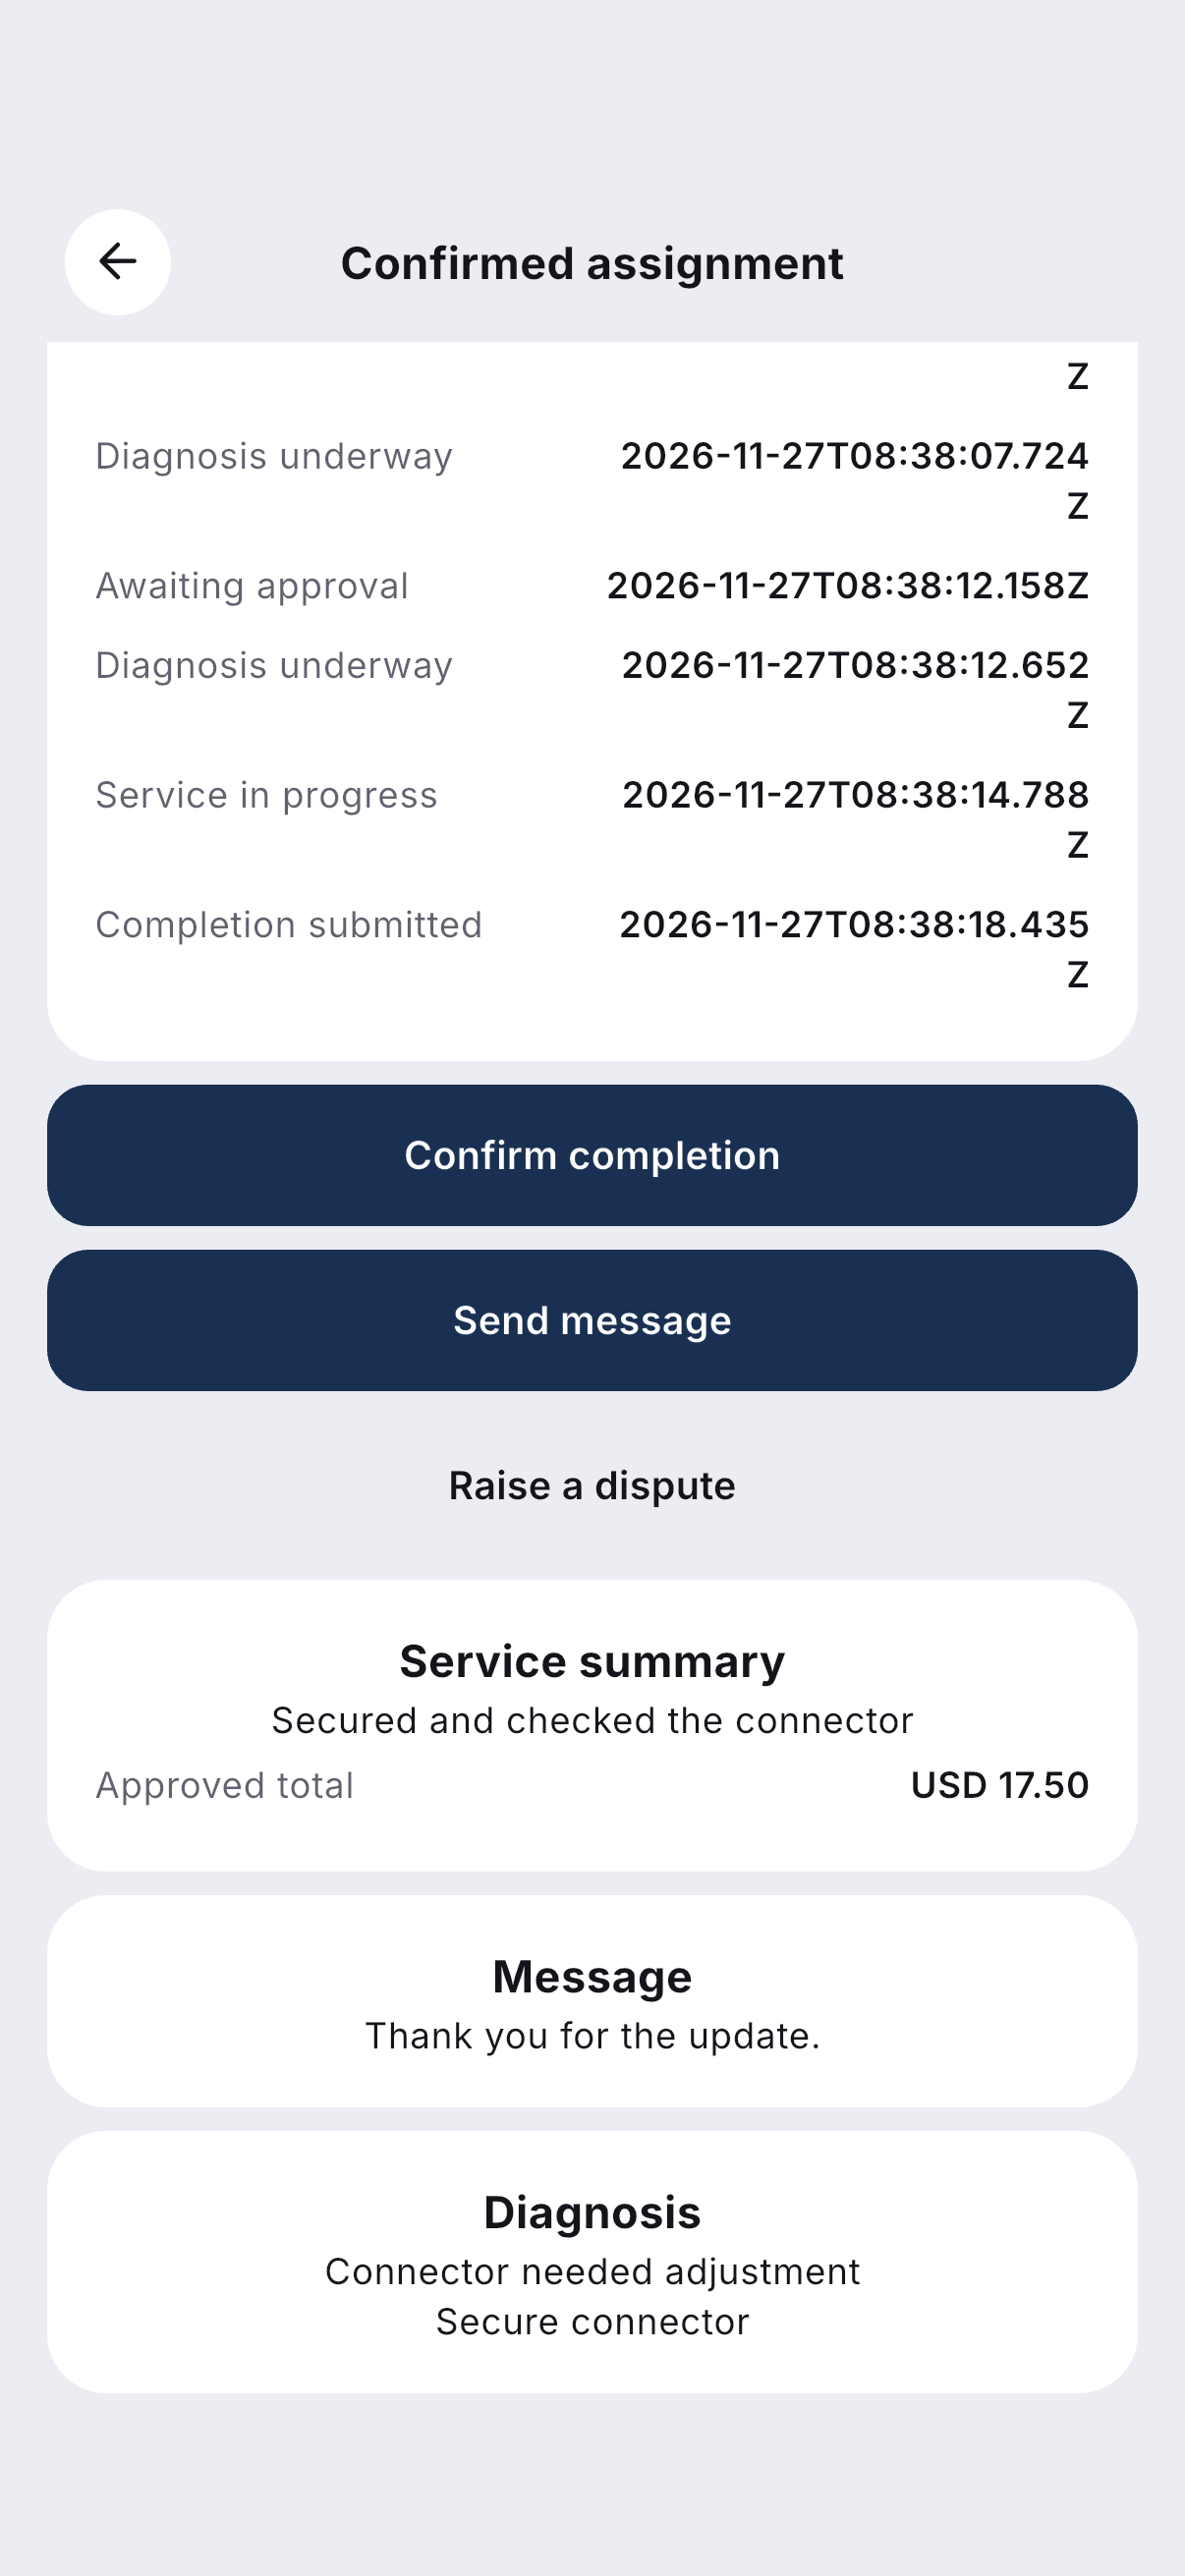 Confirmed assignment
Z
Diagnosis underway 2026-11-27T08:38:07.724
Z
Awaiting approval 2026-11-27T08:38:12.158Z
Diagnosis underway 2026-11-27T08:38:12.652
Z
Service in progress 2026-11-27T08:38:14.788
Z
Completion submitted 2026-11-27T08:38:18.435
Z
Confirm completion
Send message
Raise a dispute
Service summary
Secured and checked the connector
Approved total USD 17.50
Message
Thank you for the update.
Diagnosis
Connector needed adjustment
Secure connector